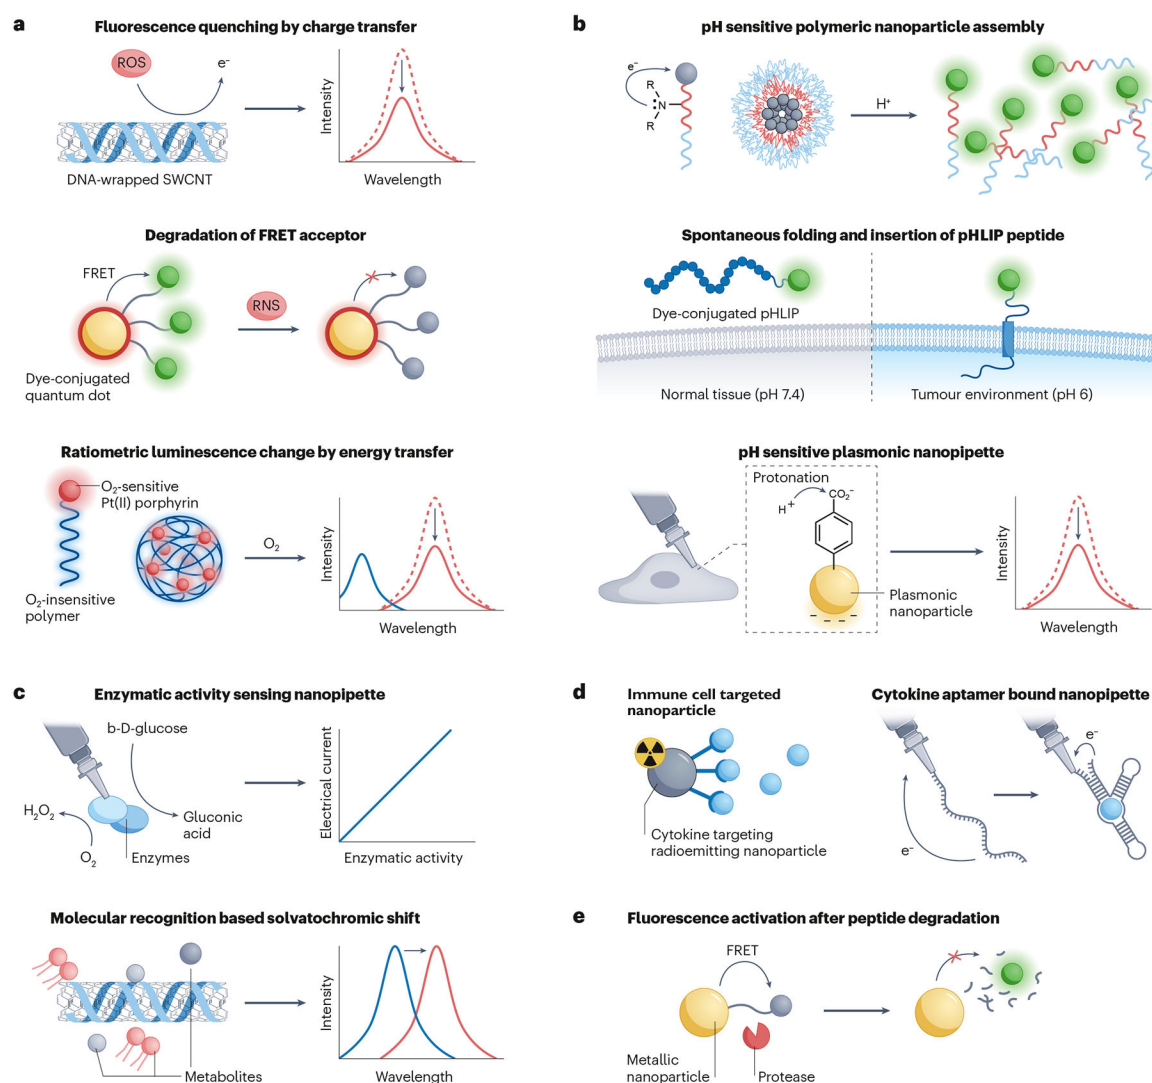 a
Fluorescence quenching by charge transfer
ROS
e⁻
DNA-wrapped SWCNT
Intensity
Wavelength
Degradation of FRET acceptor
FRET
RNS
Dye-conjugated
quantum dot
Ratiometric luminescence change by energy transfer
O₂-sensitive
Pt(II) porphyrin
O₂-insensitive
polymer
O₂
Intensity
Wavelength
b
pH sensitive polymeric nanoparticle assembly
e⁻
R
N
R
H⁺
Spontaneous folding and insertion of pHLIP peptide
Dye-conjugated pHLIP
Normal tissue (pH 7.4)
Tumour environment (pH 6)
pH sensitive plasmonic nanopipette
Protonation
H⁺
CO₂⁻
Plasmonic
nanoparticle
− − − −
Intensity
Wavelength
c
Enzymatic activity sensing nanopipette
b-D-glucose
H₂O₂
O₂
Gluconic
acid
Enzymes
Electrical current
Enzymatic activity
Molecular recognition based solvatochromic shift
Metabolites
Intensity
Wavelength
d
Immune cell targeted
nanoparticle
Cytokine targeting
radioemitting nanoparticle
Cytokine aptamer bound nanopipette
e⁻
e⁻
e
Fluorescence activation after peptide degradation
FRET
Metallic
nanoparticle
Protease